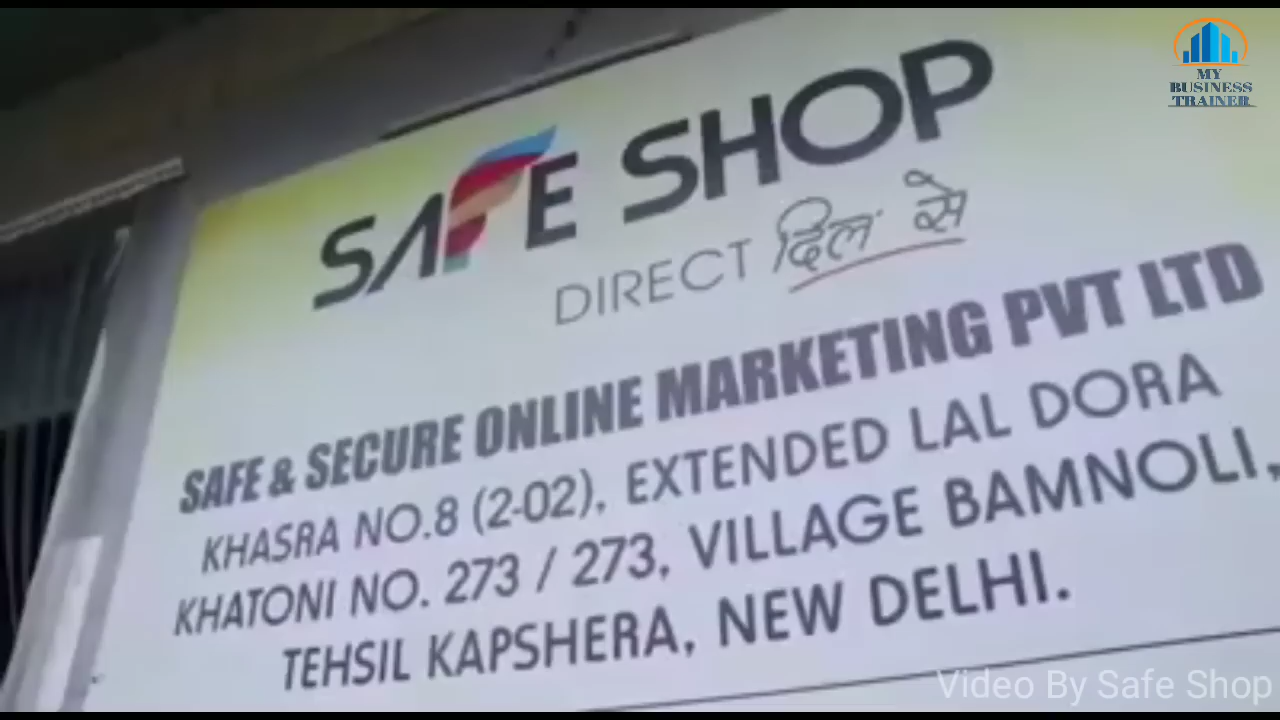 SAFE SHOP
DIRECT दिल से
SAFE & SECURE ONLINE MARKETING PVT LTD
KHASRA NO.8 (2-02), EXTENDED LAL DORA
KHATONI NO. 273 / 273, VILLAGE BAMNOLI,
TEHSIL KAPSHERA, NEW DELHI.
MY
BUSINESS
TRAINER
Video By Safe Shop